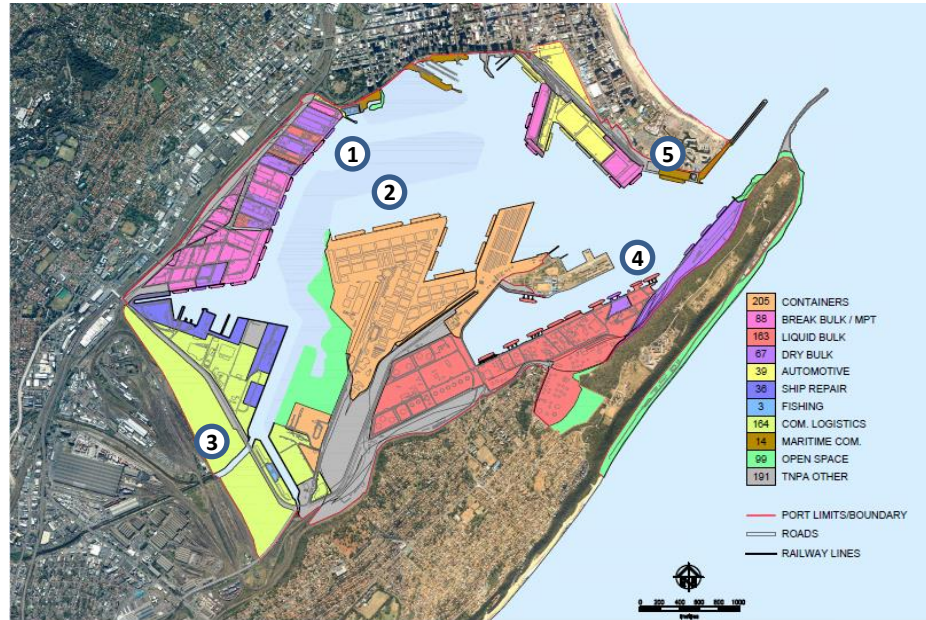 1
2
5
4
3
205 CONTAINERS
88 BREAK BULK / MPT
163 LIQUID BULK
67 DRY BULK
39 AUTOMOTIVE
36 SHIP REPAIR
3 FISHING
164 COM. LOGISTICS
14 MARITIME COM.
99 OPEN SPACE
191 TNPA OTHER
PORT LIMITS/BOUNDARY
ROADS
RAILWAY LINES
0 200 400 600 800 1000